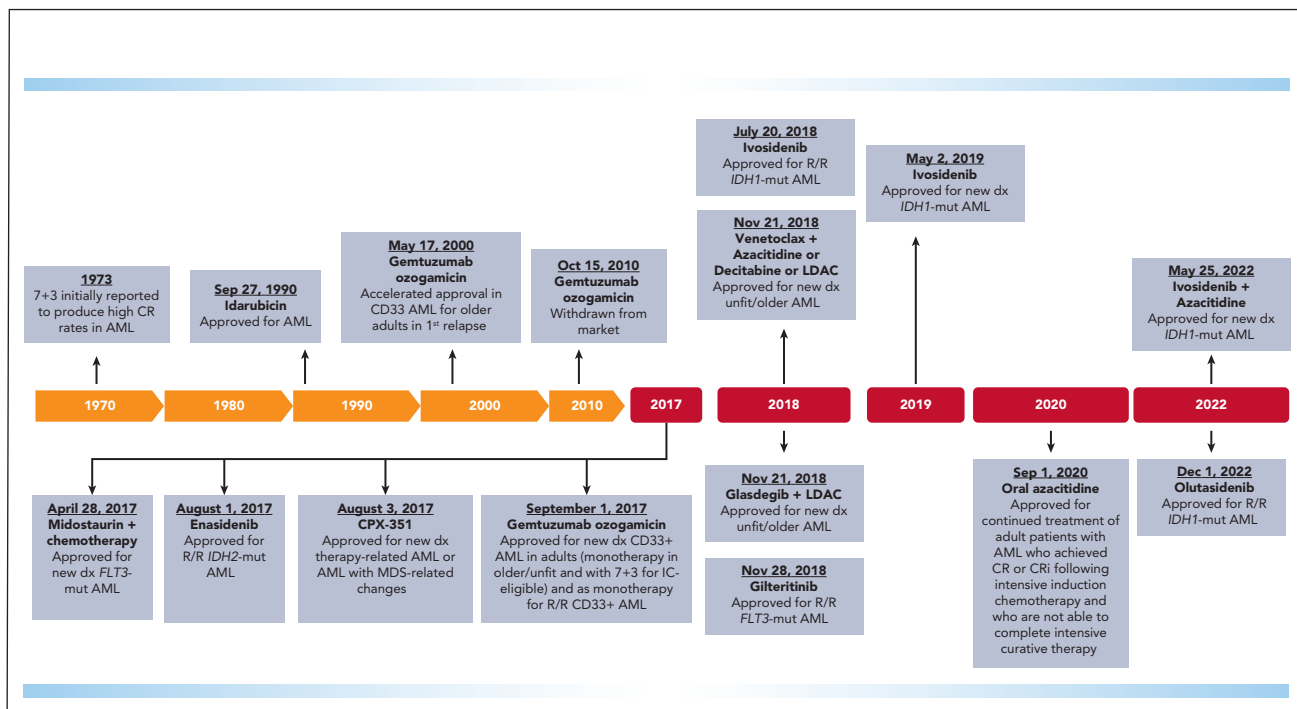 1973
7+3 initially reported
to produce high CR
rates in AML
Sep 27, 1990
Idarubicin
Approved for AML
May 17, 2000
Gemtuzumab
ozogamicin
Accelerated approval in
CD33 AML for older
adults in 1st relapse
Oct 15, 2010
Gemtuzumab
ozogamicin
Withdrawn from
market
July 20, 2018
Ivosidenib
Approved for R/R
IDH1-mut AML
Nov 21, 2018
Venetoclax +
Azacitidine or
Decitabine or LDAC
Approved for new dx
unfit/older AML
May 2, 2019
Ivosidenib
Approved for new dx
IDH1-mut AML
May 25, 2022
Ivosidenib +
Azacitidine
Approved for new dx
IDH1-mut AML
1970
1980
1990
2000
2010
2017
2018
2019
2020
2022
April 28, 2017
Midostaurin +
chemotherapy
Approved for
new dx FLT3-
mut AML
August 1, 2017
Enasidenib
Approved for
R/R IDH2-mut
AML
August 3, 2017
CPX-351
Approved for new dx
therapy-related AML or
AML with MDS-related
changes
September 1, 2017
Gemtuzumab ozogamicin
Approved for new dx CD33+
AML in adults (monotherapy in
older/unfit and with 7+3 for IC-
eligible) and as monotherapy
for R/R CD33+ AML
Nov 21, 2018
Glasdegib + LDAC
Approved for new dx
unfit/older AML
Nov 28, 2018
Gilteritinib
Approved for R/R
FLT3-mut AML
Sep 1, 2020
Oral azacitidine
Approved for
continued treatment of
adult patients with
AML who achieved
CR or CRi following
intensive induction
chemotherapy and
who are not able to
complete intensive
curative therapy
Dec 1, 2022
Olutasidenib
Approved for R/R
IDH1-mut AML